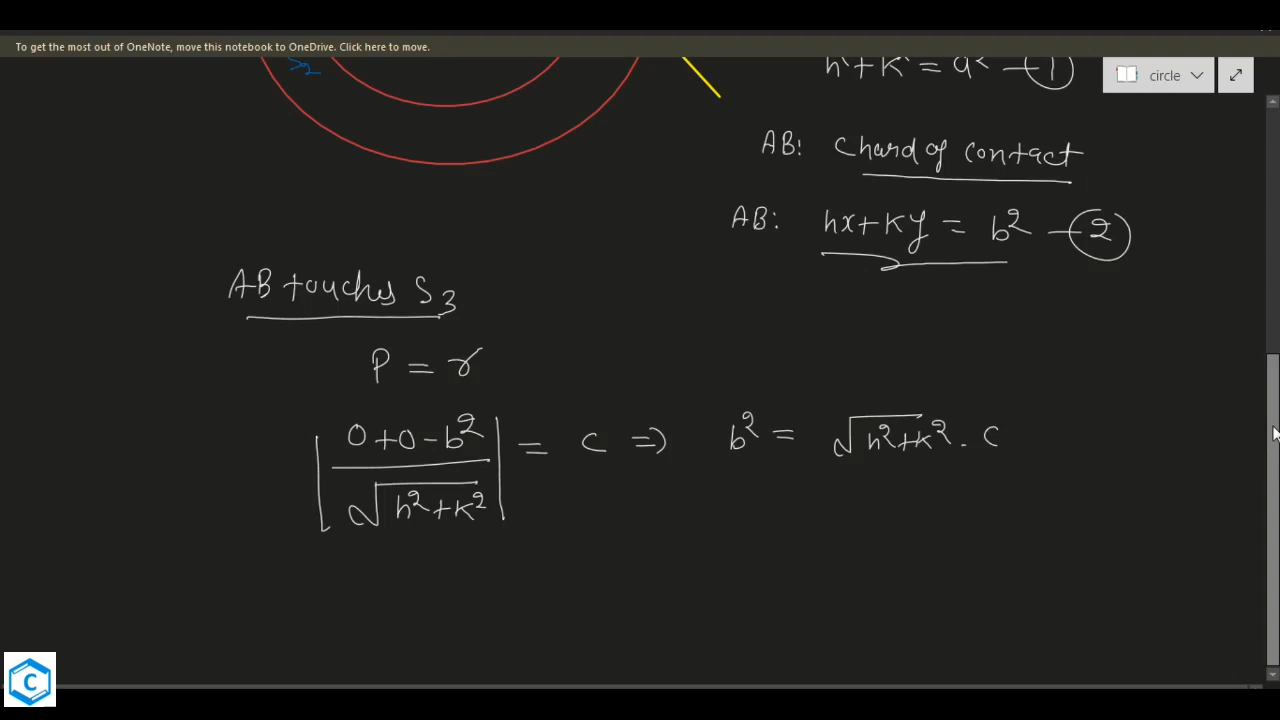 To get the most out of OneNote, move this notebook to OneDrive. Click here to move.
S2
h²+k² = a² — ①
circle
AB: Chord of contact
AB: hx+ky = b² — ②
AB touches S3
P = r
|0+0-b² / √(h²+k²)| = c ⇒ b² = √(h²+k²) . c
C